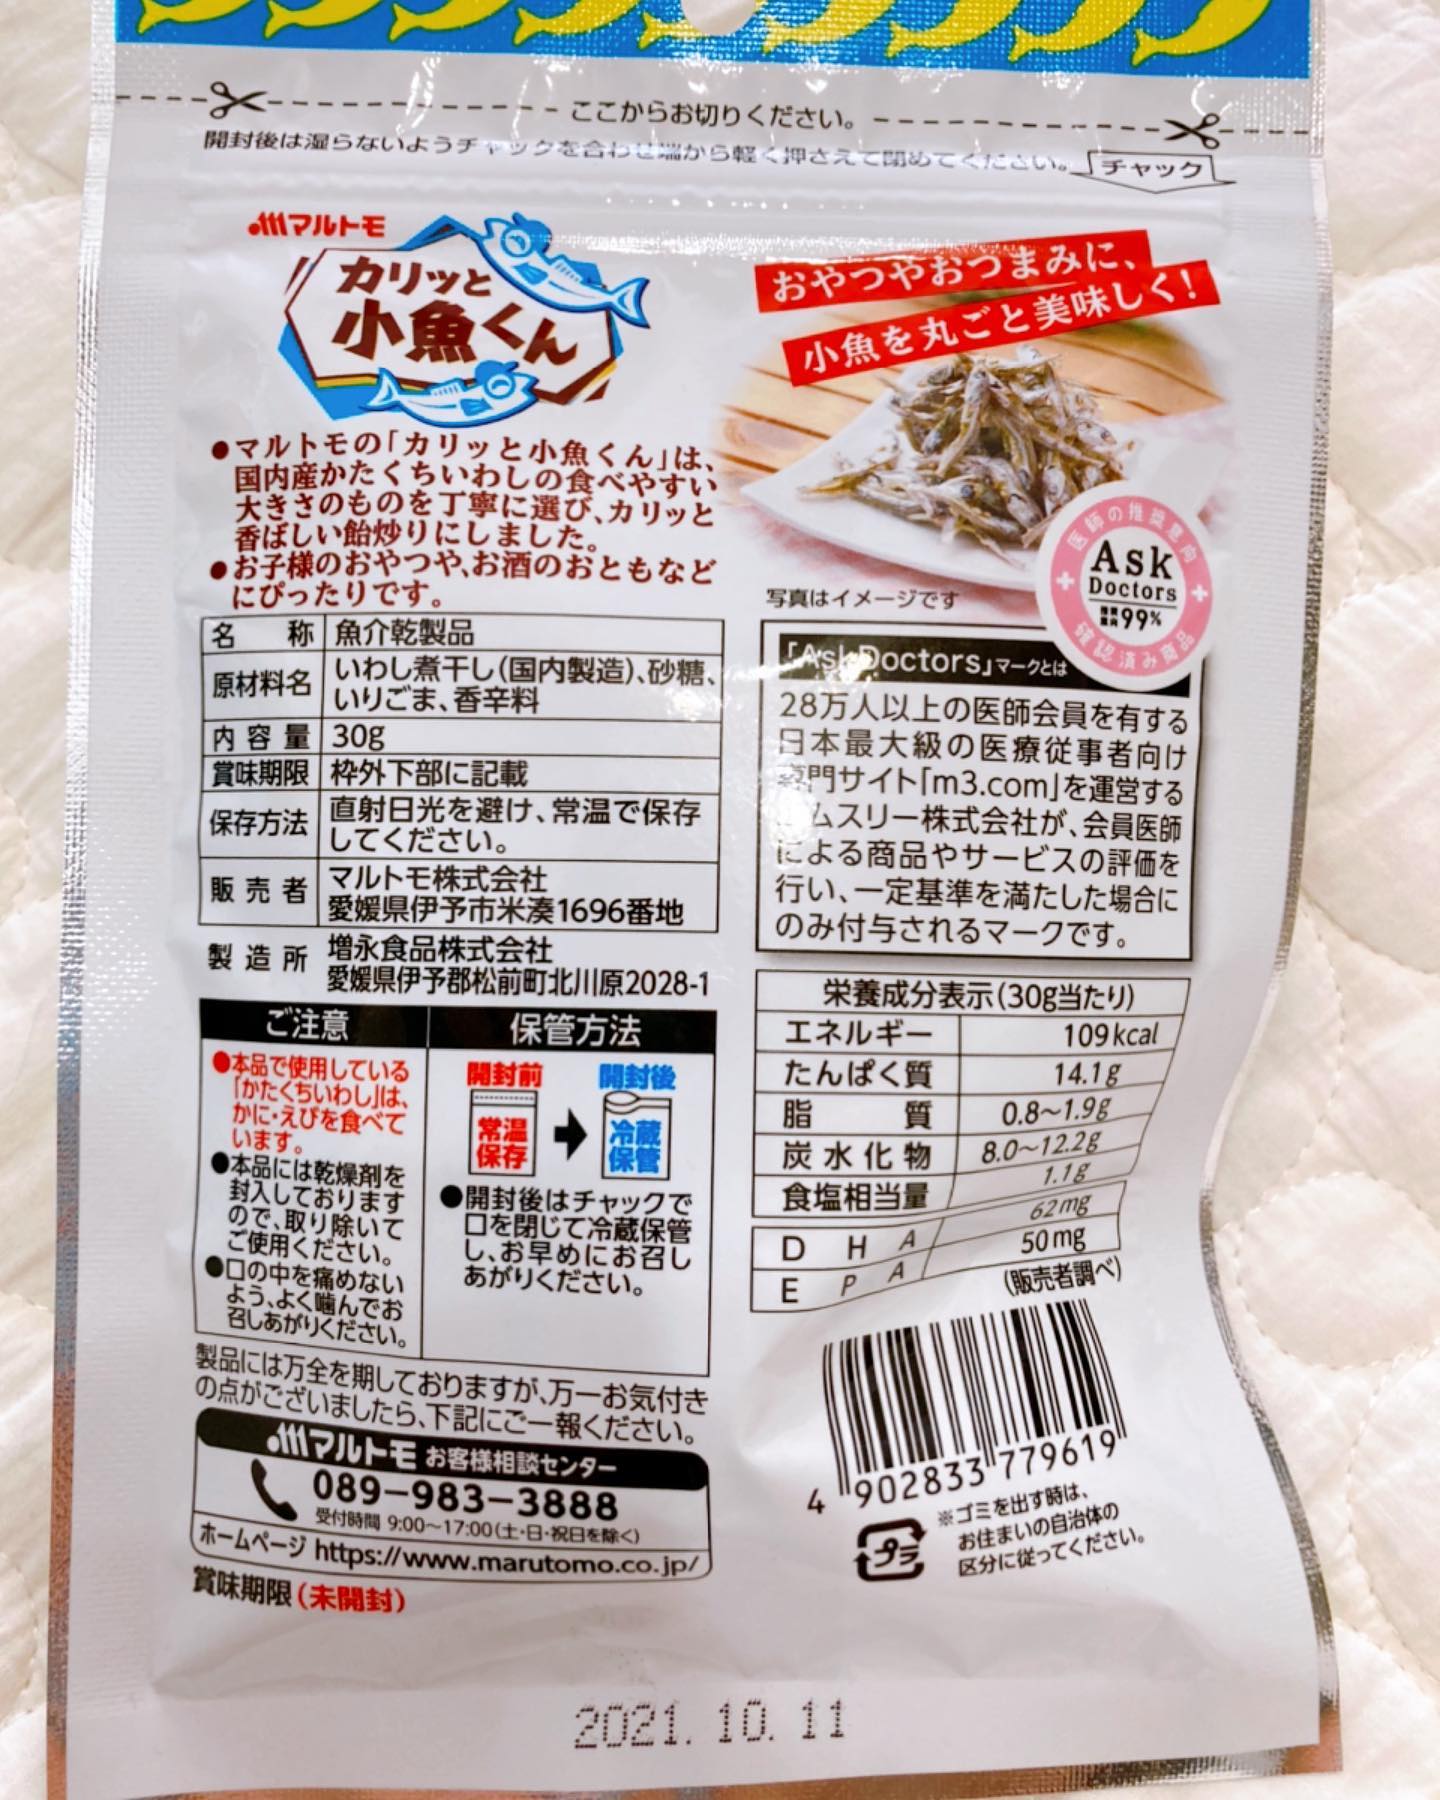 ここからお切りください。
開封後は湿らないようチャックを合わせ端から軽く押さえて閉めてください。
チャック
マルトモ
カリッと
小魚くん
おやつやおつまみに、
小魚を丸ごと美味しく!
●マルトモの「カリッと小魚くん」は、
国内産かたくちいわしの食べやすい
大きさのものを丁寧に選び、カリッと
香ばしい飴炒りにしました。
●お子様のおやつや、お酒のおともなど
にぴったりです。
写真はイメージです
医師の推奨意向
Ask
Doctors
99%
確認済み商品
名称 魚介乾製品
原材料名 いわし煮干し(国内製造)、砂糖、
いりごま、香辛料
内容量 30g
賞味期限 枠外下部に記載
保存方法 直射日光を避け、常温で保存
してください。
販売者 マルトモ株式会社
愛媛県伊予市米湊1696番地
製造所 増永食品株式会社
愛媛県伊予郡松前町北川原2028-1
「AskDoctors」マークとは
28万人以上の医師会員を有する
日本最大級の医療従事者向け
専門サイト「m3.com」を運営する
エムスリー株式会社が、会員医師
による商品やサービスの評価を
行い、一定基準を満たした場合に
のみ付与されるマークです。
ご注意
●本品で使用している
「かたくちいわし」は、
かに・えびを食べて
います。
●本品には乾燥剤を
封入しております
ので、取り除いて
ご使用ください。
●口の中を痛めない
よう、よく噛んでお
召しあがりください。
保管方法
開封前 開封後
常温 冷蔵
保存 保管
●開封後はチャックで
口を閉じて冷蔵保管
し、お早めにお召し
あがりください。
栄養成分表示(30g当たり)
エネルギー 109kcal
たんぱく質 14.1g
脂質 0.8~1.9g
炭水化物 8.0~12.2g
食塩相当量 1.1g
DHA 62mg
EPA 50mg
(販売者調べ)
製品には万全を期しておりますが、万一お気付き
の点がございましたら、下記にご一報ください。
マルトモ お客様相談センター
089-983-3888
受付時間 9:00~17:00(土・日・祝日を除く)
ホームページ https://www.marutomo.co.jp/
賞味期限(未開封)
4 902833 779619
プラ
※ゴミを出す時は、
お住まいの自治体の
区分に従ってください。
2021. 10. 11